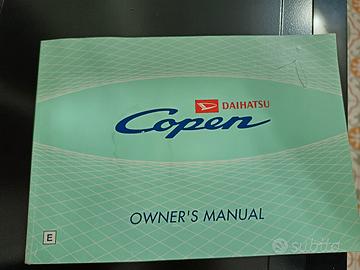 DAIHATSU
Copen
OWNER'S MANUAL
E
subito